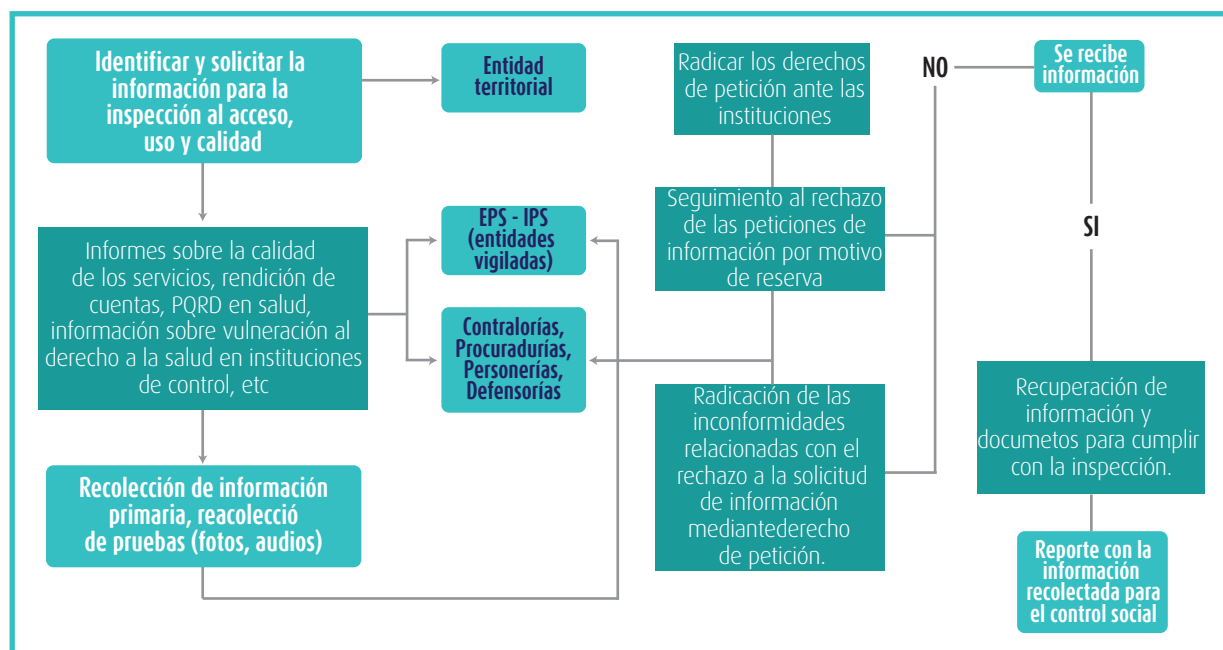 Identificar y solicitar la
información para la
inspección al acceso,
uso y calidad
Entidad
territorial
Informes sobre la calidad
de los servicios, rendición de
cuentas, PQRD en salud,
información sobre vulneración al
derecho a la salud en instituciones
de control, etc
EPS - IPS
(entidades
vigiladas)
Contralorías,
Procuradurías,
Personerías,
Defensorías
Recolección de información
primaria, reacolecció
de pruebas (fotos, audios)
Radicar los derechos
de petición ante las
instituciones
Seguimiento al rechazo
de las peticiones de
información por motivo
de reserva
Radicación de las
inconformidades
relacionadas con el
rechazo a la solicitud
de información
mediantederecho
de petición.
NO
Se recibe
información
SI
Recuperación de
información y
documetos para cumplir
con la inspección.
Reporte con la
información
recolectada para
el control social